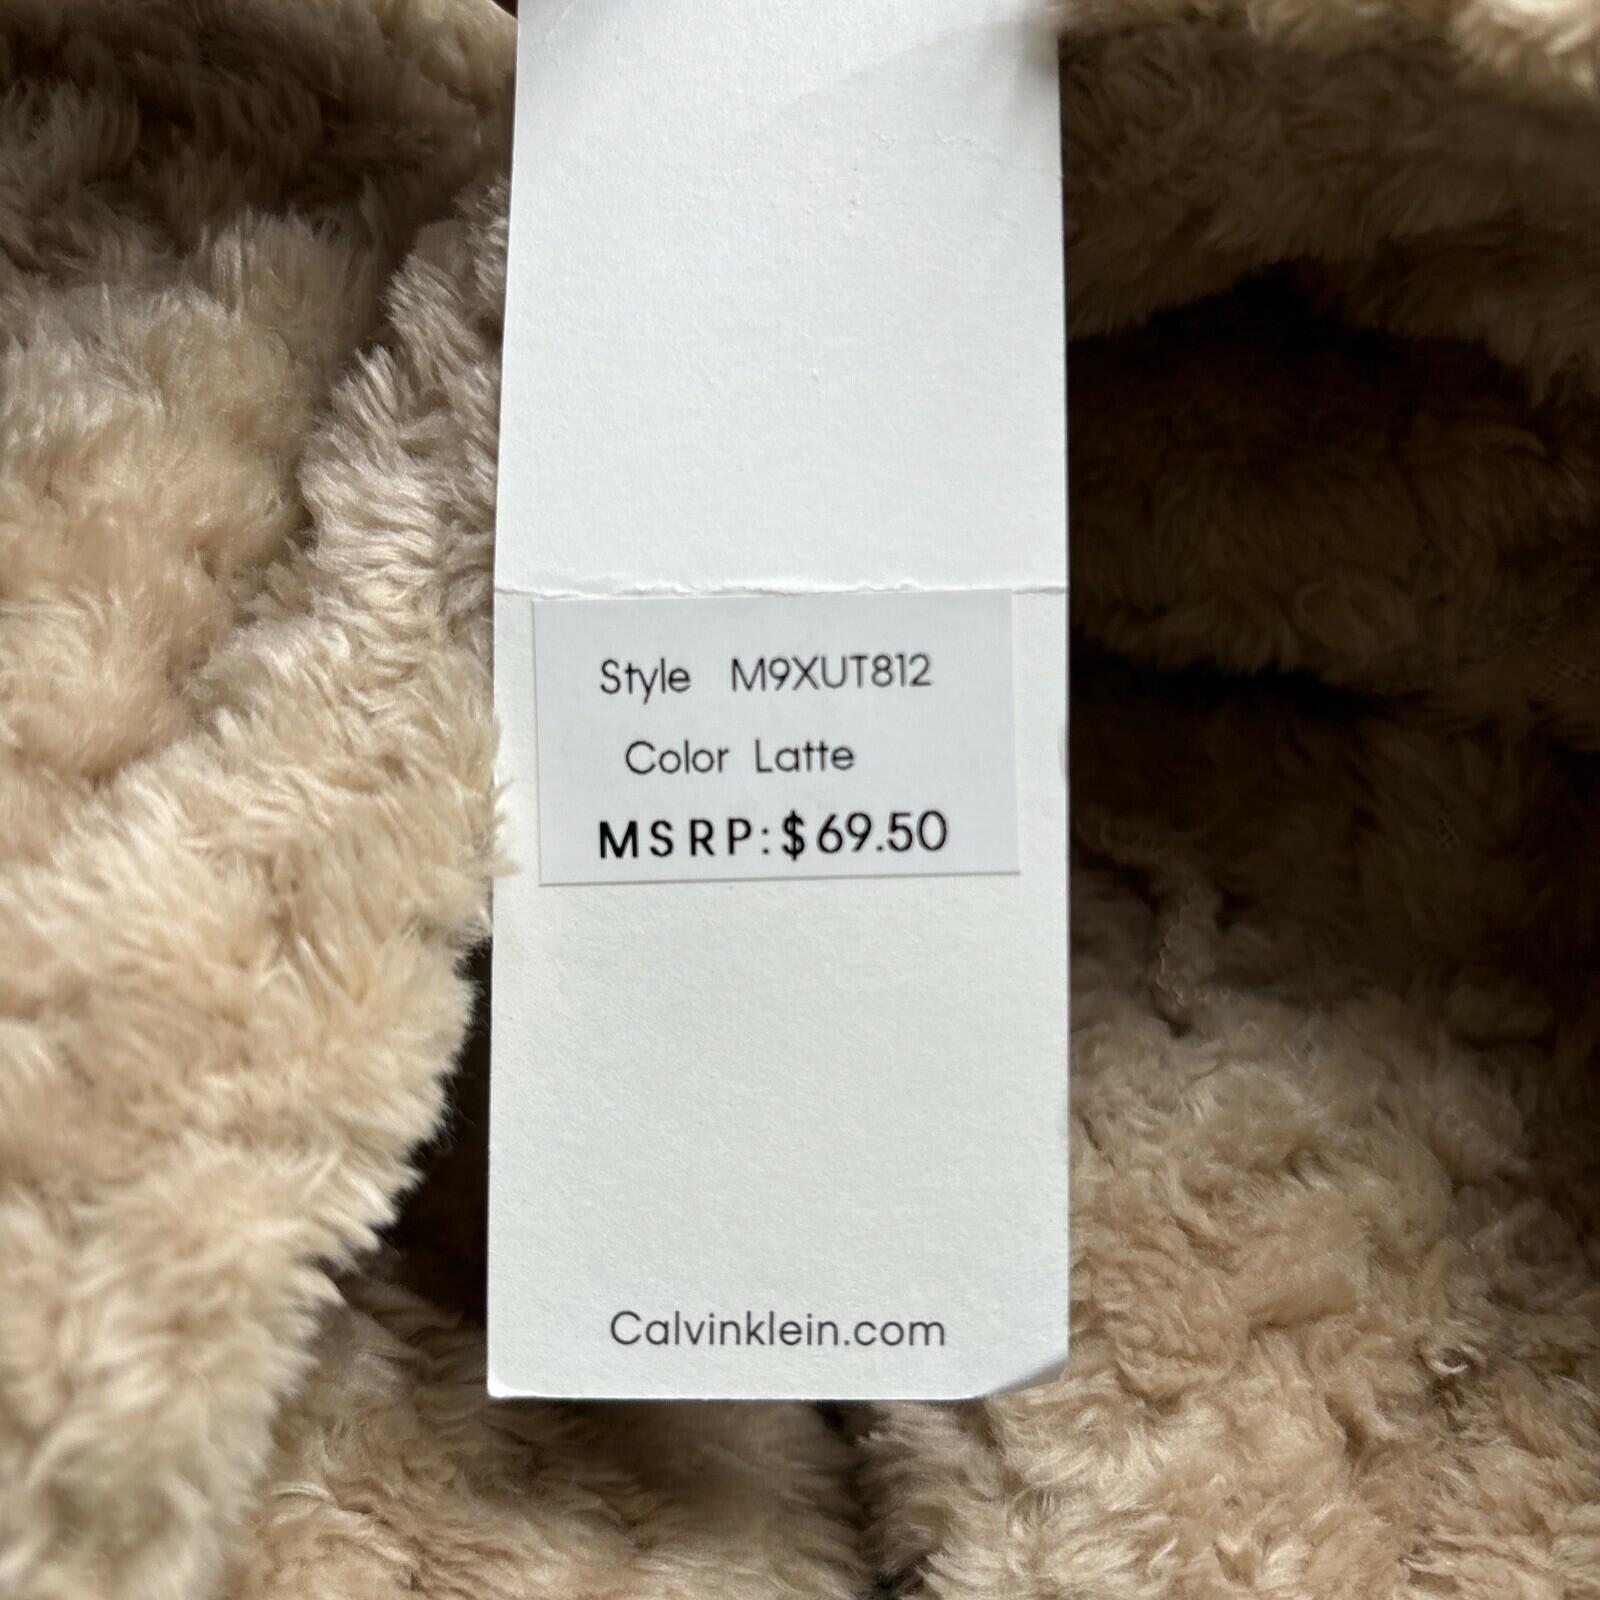 Style M9XUT812
Color Latte
MSRP:$69.50
Calvinklein.com